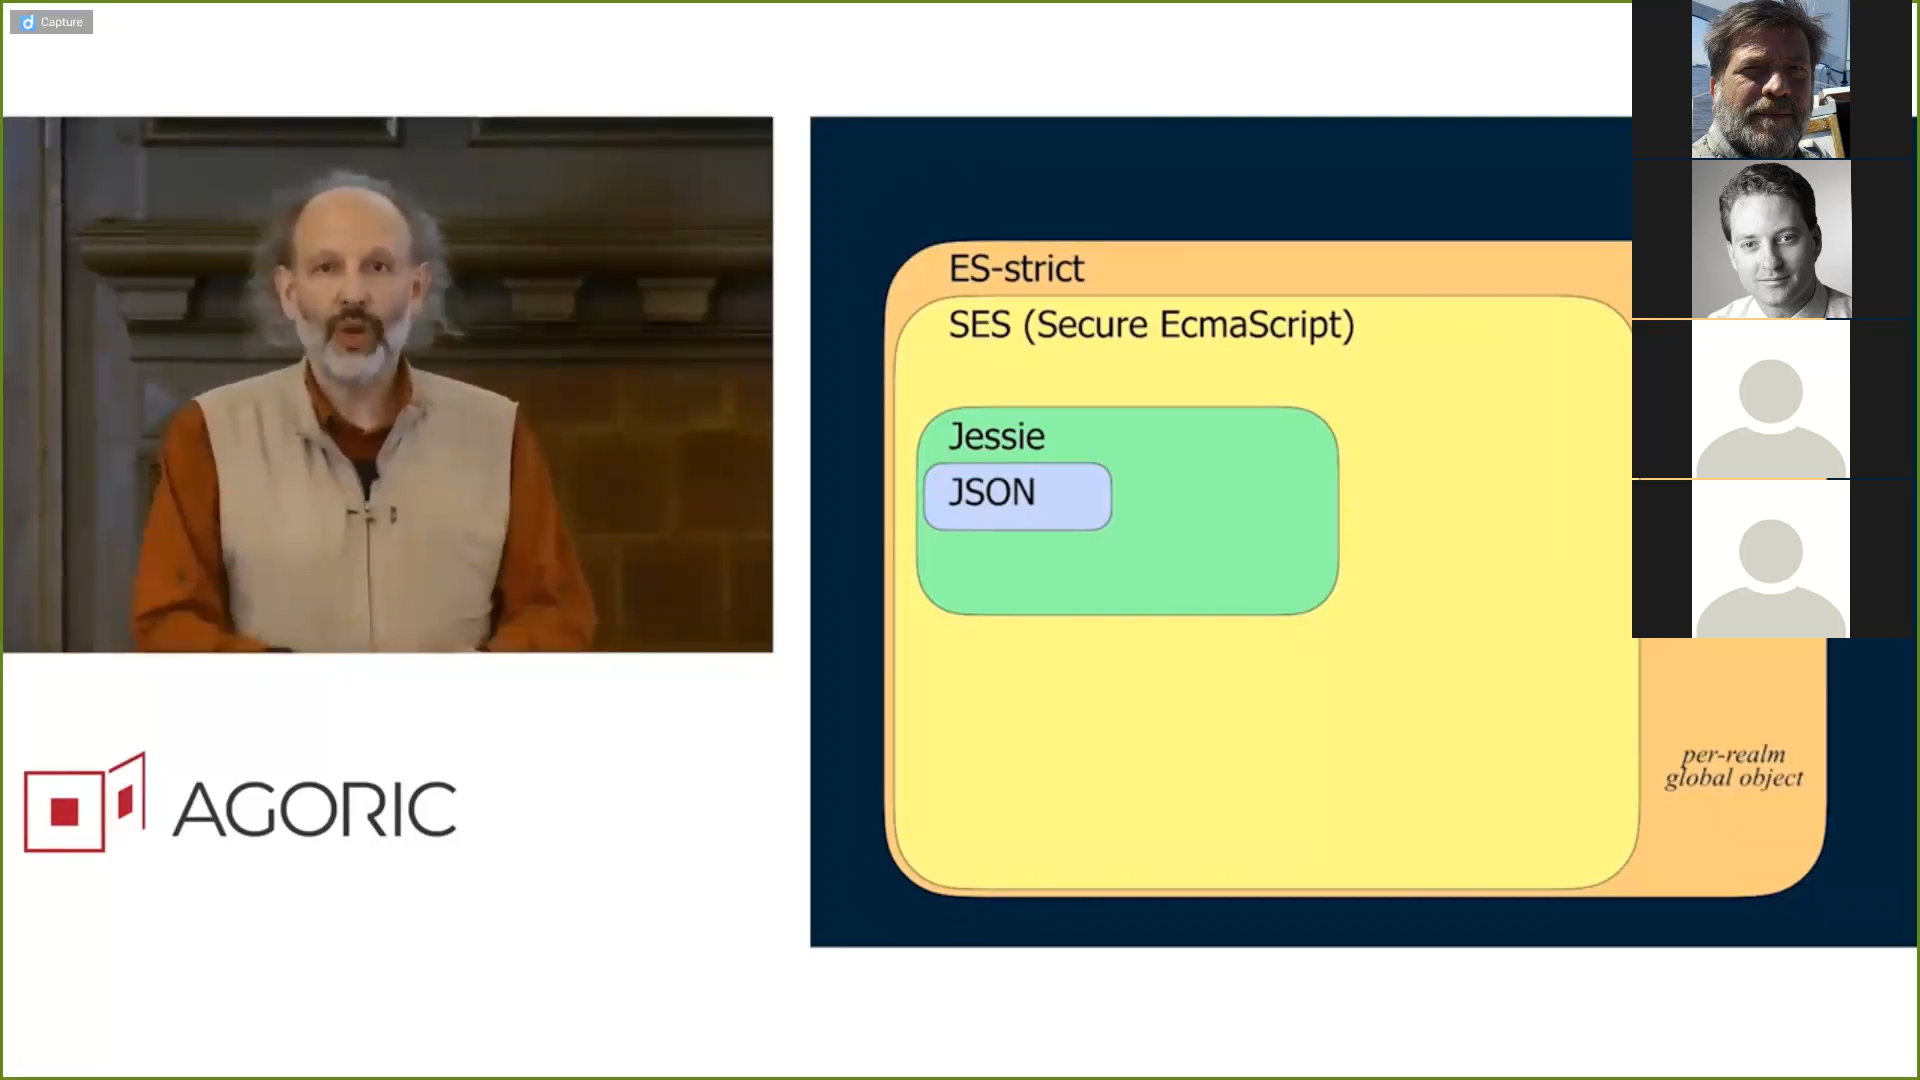 Capture
ES-strict
SES (Secure EcmaScript)
Jessie
JSON
per-realm
global object
AGORIC